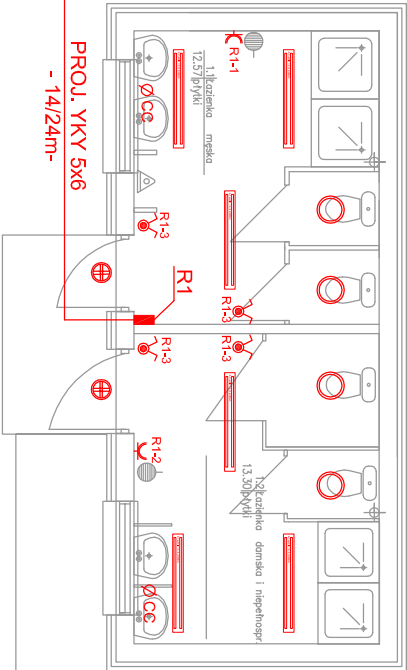 PROJ. YKY 5x6
- 14/24m-
R1-1
1.1łazienka męska
12.57płytki
Ø CC
R1-3
R1
R1-3
R1-3
R1-3
R1-2
1.2łazienka damska i niepełnospr.
13.30płytki
Ø CC